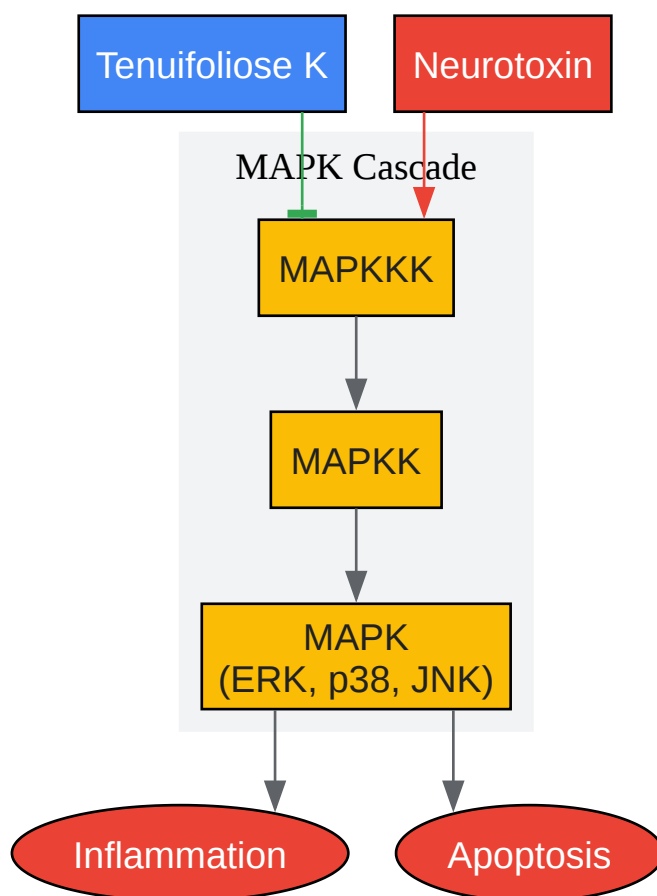 Tenuifoliose K
Neurotoxin
MAPK Cascade
MAPKKK
MAPKK
MAPK
(ERK, p38, JNK)
Inflammation
Apoptosis